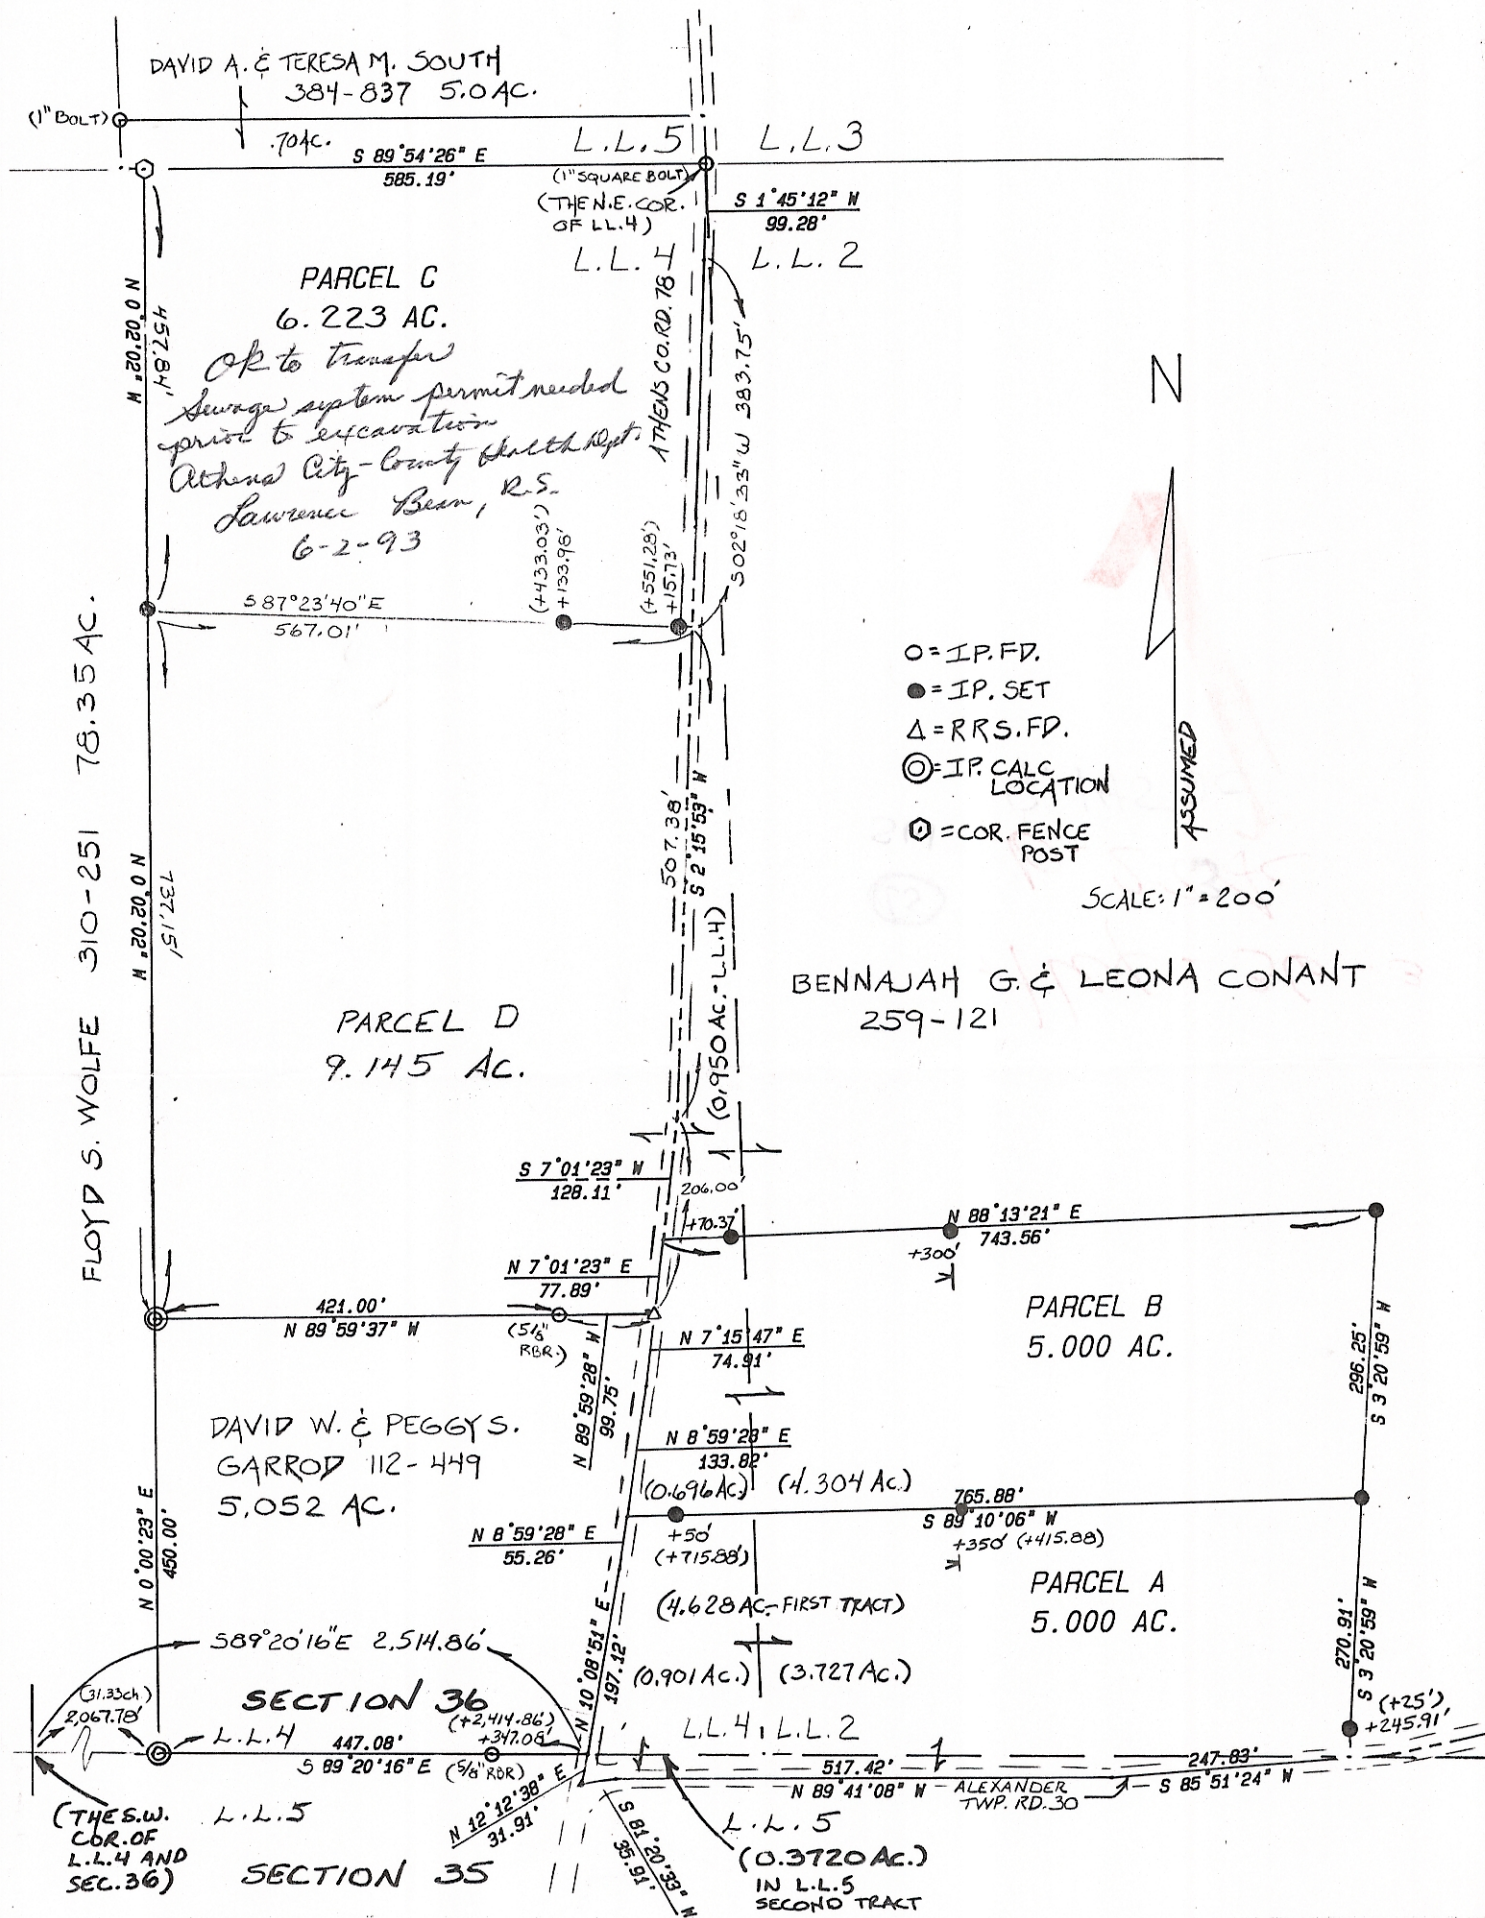 DAVID A. & TERESA M. SOUTH
384-837 5.0 AC.
(1" BOLT)
.70 AC.
S 89°54'26" E
585.19'
L.L.5
L.L.3
(1" SQUARE BOLT)
(THE N.E. COR.
OF LL.4)
S 1°45'12" W
99.28'
L.L.4
L.L.2
PARCEL C
6.223 AC.
N 0°02'02" W
457.84'
OK to transfer
Sewage system permit needed
prior to excavation
Athens City-County Health Dept.
Lawrence Bean, R.S.
6-2-93
ATHENS CO. RD. 78
S02°18'33"W 383.75'
N
(+433.03')
+133.98'
(+551.28')
+15.73'
S87°23'40"E
567.01'
O = I.P. FD.
● = I.P. SET
△ = RRS. FD.
◎ = I.P. CALC
LOCATION
= COR. FENCE
POST
ASSUMED
SCALE: 1" = 200'
FLOYD S. WOLFE 310-251 78.35 AC.
N 0°02'02" W
737.15'
507.38'
S 2°15'53" W
(0.950 AC.-L.L.4)
BENNAJAH G. & LEONA CONANT
259-121
PARCEL D
9.145 AC.
S 7°01'23" W
128.11'
206.00'
+70.37'
N 88°13'21" E
743.56'
+300'
N 7°01'23" E
77.89'
421.00'
N 89°59'37" W
(5/8"
RBR.)
N 89°59'28" W
99.75'
N 7°15'47" E
74.91'
PARCEL B
5.000 AC.
296.25'
S 3°20'59" W
DAVID W. & PEGGY S.
GARROD 112-449
5.052 AC.
N 8°59'28" E
133.82'
(0.696 AC.) (4.304 AC.)
765.88'
S 89°10'06" W
+350' (+415.88)
+50'
(+715.88')
N 8°59'28" E
55.26'
N 0°00'23" E
450.00'
(4.628 AC.-FIRST TRACT)
PARCEL A
5.000 AC.
270.91'
S 3°20'59" W
S89°20'16"E 2,514.86'
N 10°08'51" E
197.12'
(0.901 AC.) (3.727 AC.)
(31.33ch.)
2,067.78'
SECTION 36
(+2,414.86')
+347.08'
L.L.4
447.08'
S 89°20'16" E
(5/8" RBR)
L.L.4 L.L.2
(+25')
+245.91'
517.42'
N 89°41'08" W
ALEXANDER
TWP. RD. 30
247.83'
S 85°51'24" W
(THE S.W.
COR. OF
L.L.4 AND
SEC. 36)
L.L.5
SECTION 35
N 12°12'38" E
31.91'
S 81°20'33" W
35.91'
L.L.5
(0.3720 AC.)
IN L.L.5
SECOND TRACT